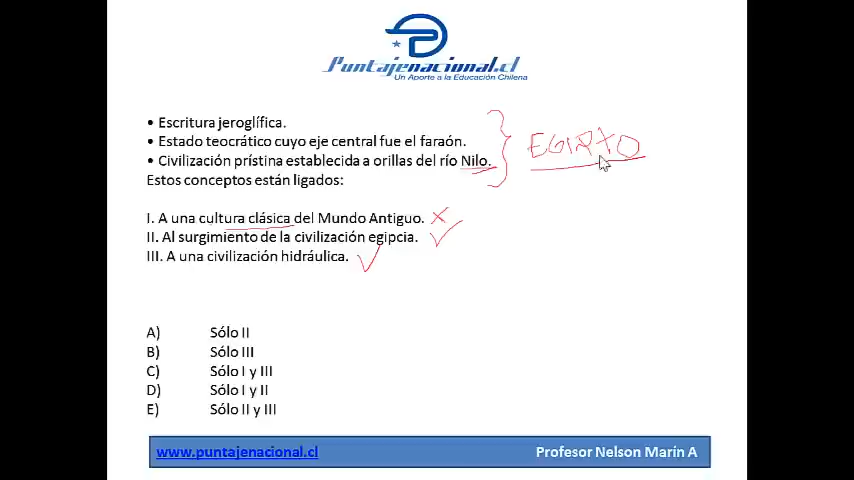 Puntajenacional.cl
Un Aporte a la Educación Chilena
• Escritura jeroglífica.
• Estado teocrático cuyo eje central fue el faraón.
• Civilización prístina establecida a orillas del río Nilo.
EGIPTO
Estos conceptos están ligados:
I. A una cultura clásica del Mundo Antiguo.
II. Al surgimiento de la civilización egipcia.
III. A una civilización hidráulica.
A) Sólo II
B) Sólo III
C) Sólo I y III
D) Sólo I y II
E) Sólo II y III
www.puntajenacional.cl Profesor Nelson Marín A